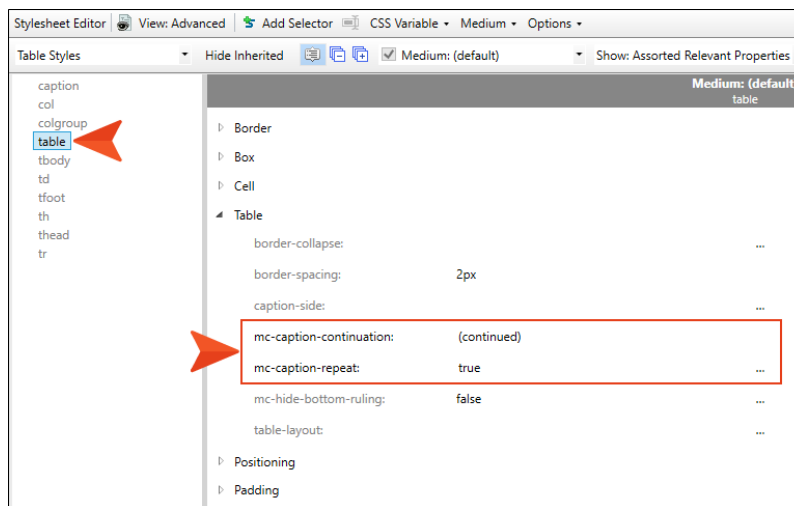 Stylesheet Editor View: Advanced Add Selector CSS Variable Medium Options
Table Styles Hide Inherited Medium: (default) Show: Assorted Relevant Properties
caption
col
colgroup
table
tbody
td
tfoot
th
thead
tr
Medium: (default
table
Border
Box
Cell
Table
border-collapse: ...
border-spacing: 2px
caption-side: ...
mc-caption-continuation: (continued)
mc-caption-repeat: true ...
mc-hide-bottom-ruling: false ...
table-layout: ...
Positioning
Padding